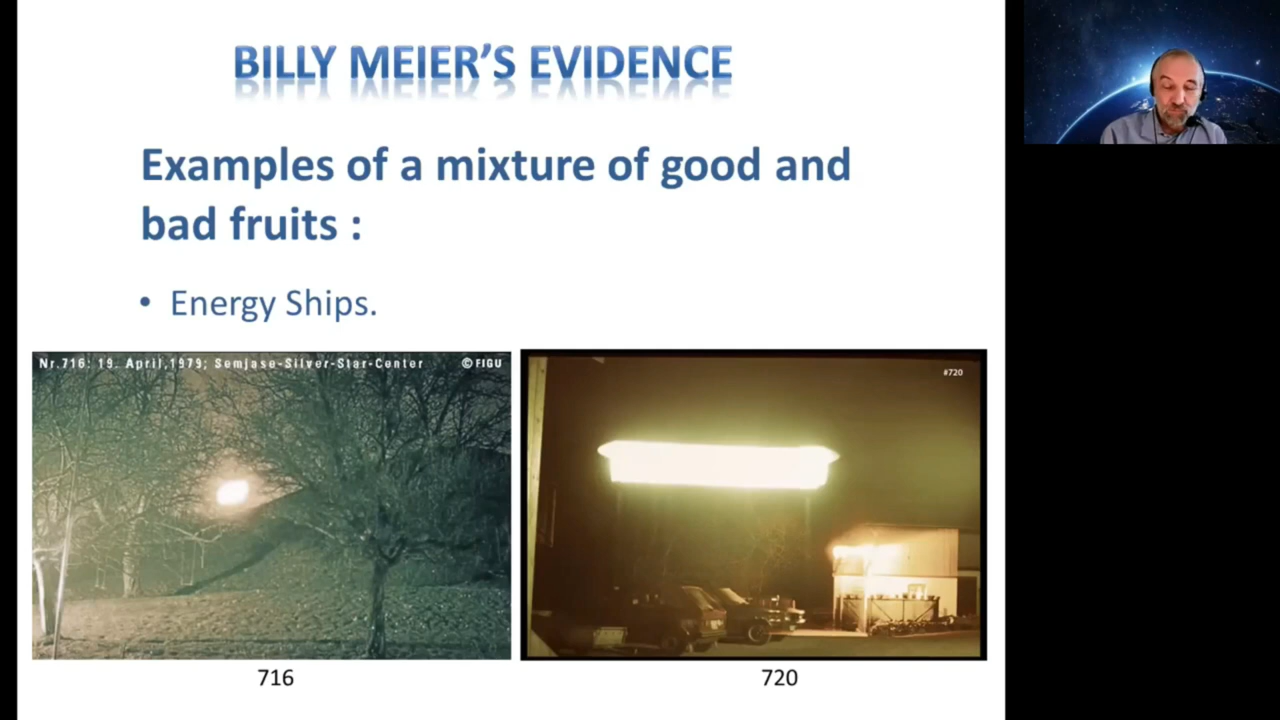 BILLY MEIER'S EVIDENCE
Examples of a mixture of good and
bad fruits :
• Energy Ships.
Nr.716: 19. April,1979; Semjase-Silver-Star-Center ©FIGU
#720
716
720